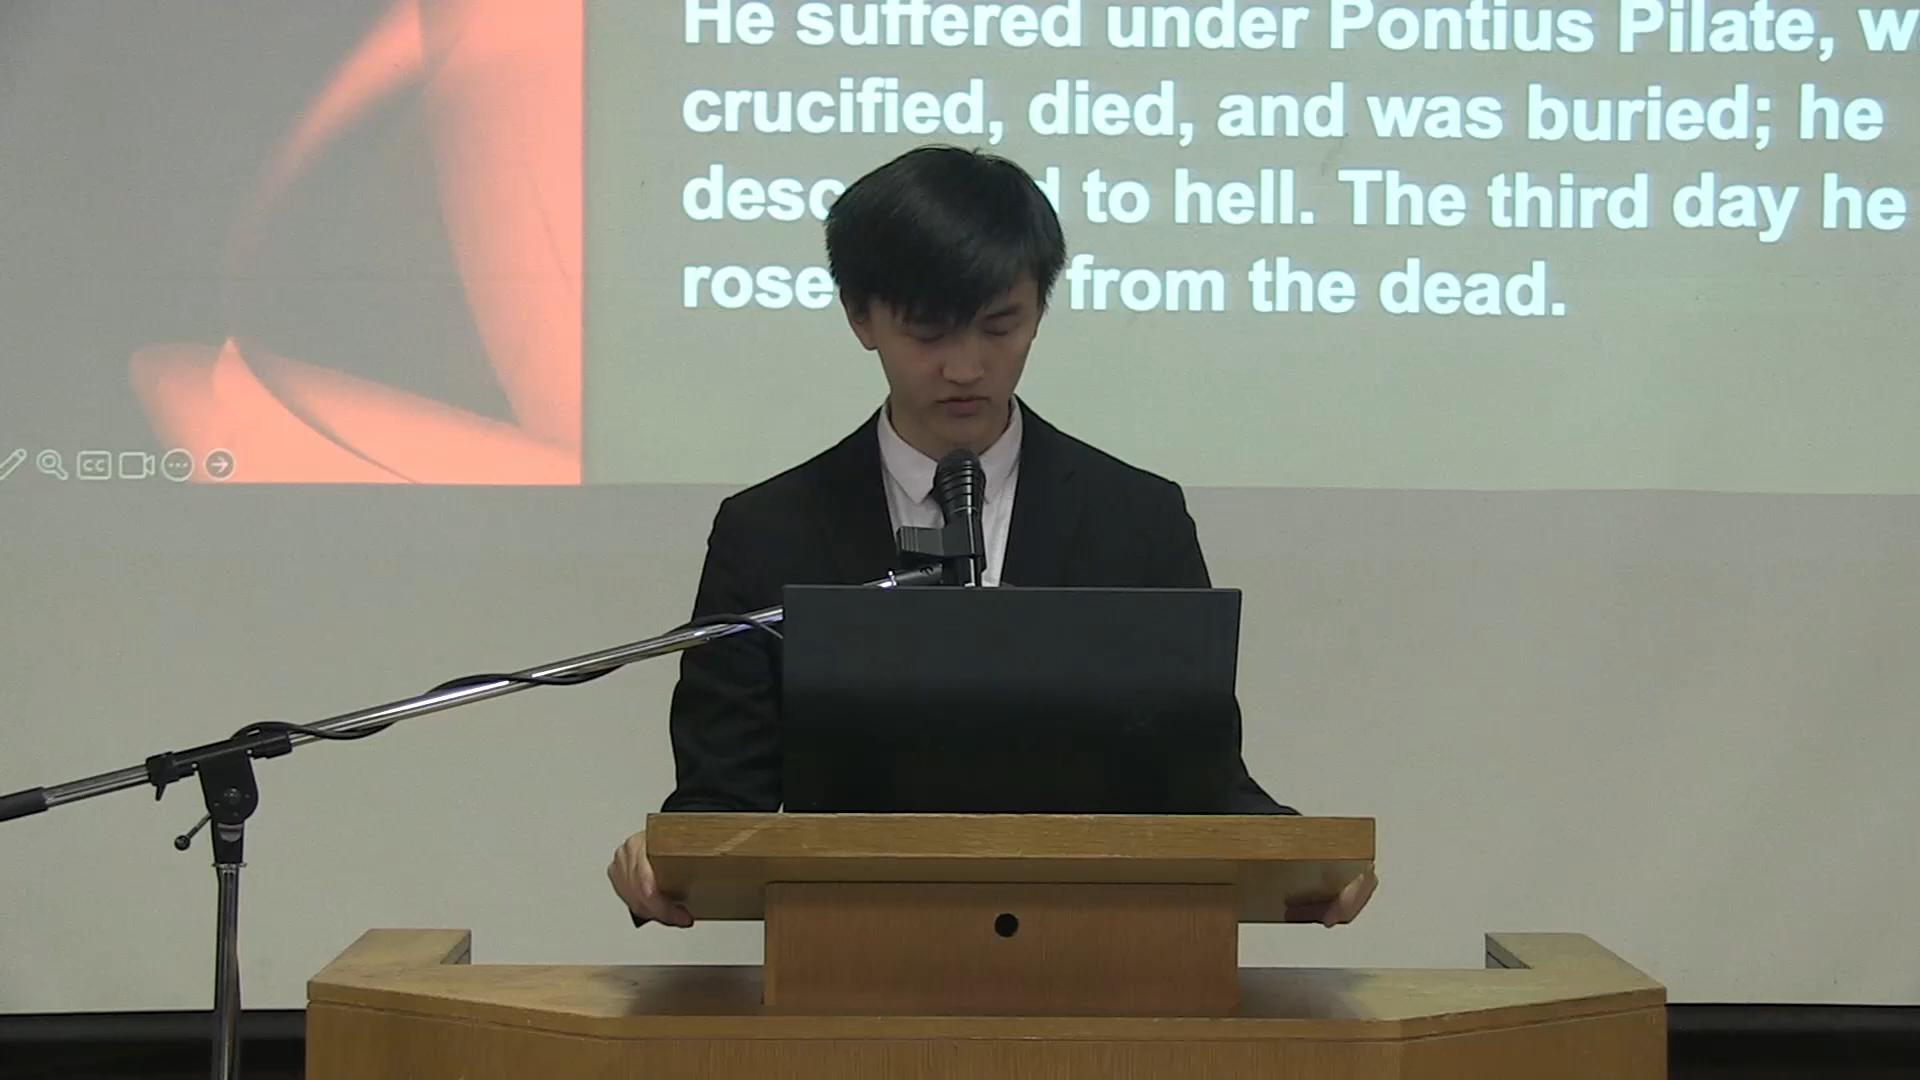 He suffered under Pontius Pilate,
crucified, died, and was buried; he
to hell. The third day he
rose from the dead.
CC